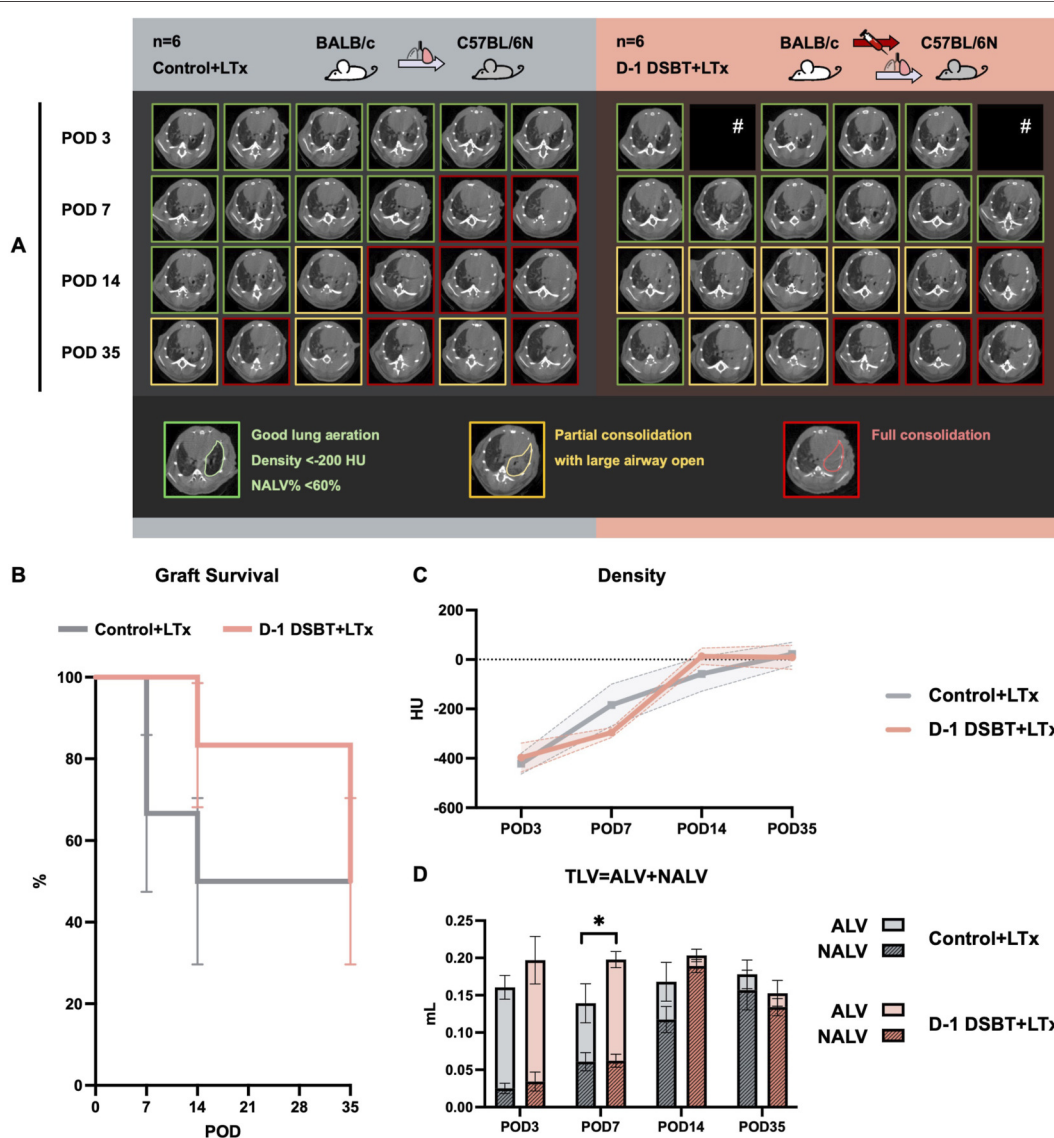 n=6
Control+LTx
BALB/c
C57BL/6N
n=6
D-1 DSBT+LTx
BALB/c
C57BL/6N
A
POD 3
#
#
POD 7
POD 14
POD 35
Good lung aeration
Density <-200 HU
NALV% <60%
Partial consolidation
with large airway open
Full consolidation
B
Graft Survival
Control+LTx
D-1 DSBT+LTx
100
80
60
40
20
0
%
0
7
14
21
28
35
POD
C
Density
200
0
-200
-400
-600
HU
POD3
POD7
POD14
POD35
Control+LTx
D-1 DSBT+LTx
D
TLV=ALV+NALV
0.25
0.20
0.15
0.10
0.05
0.00
mL
*
POD3
POD7
POD14
POD35
ALV
NALV
Control+LTx
ALV
NALV
D-1 DSBT+LTx